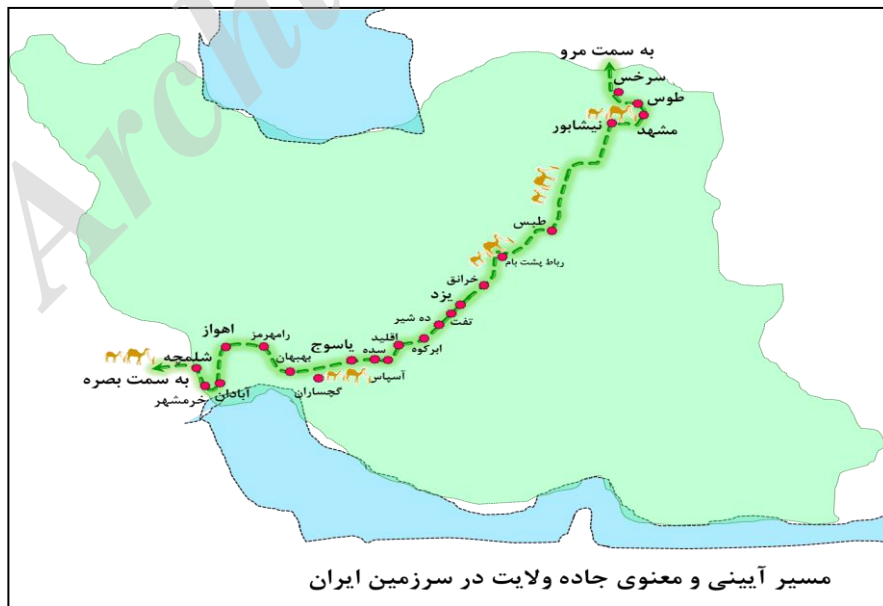 به سمت مرو
سرخس
طوس
مشهد
نیشابور
طبس
رباط پشت بام
خرانق
یزد
تفت
ده شیر
ابرکوه
اقلید
سده
آسپاس
یاسوج
گچساران
بهبهان
رامهرمز
اهواز
آبادان
خرمشهر
شلمچه
به سمت بصره
مسیر آیینی و معنوی جاده ولایت در سرزمین ایران